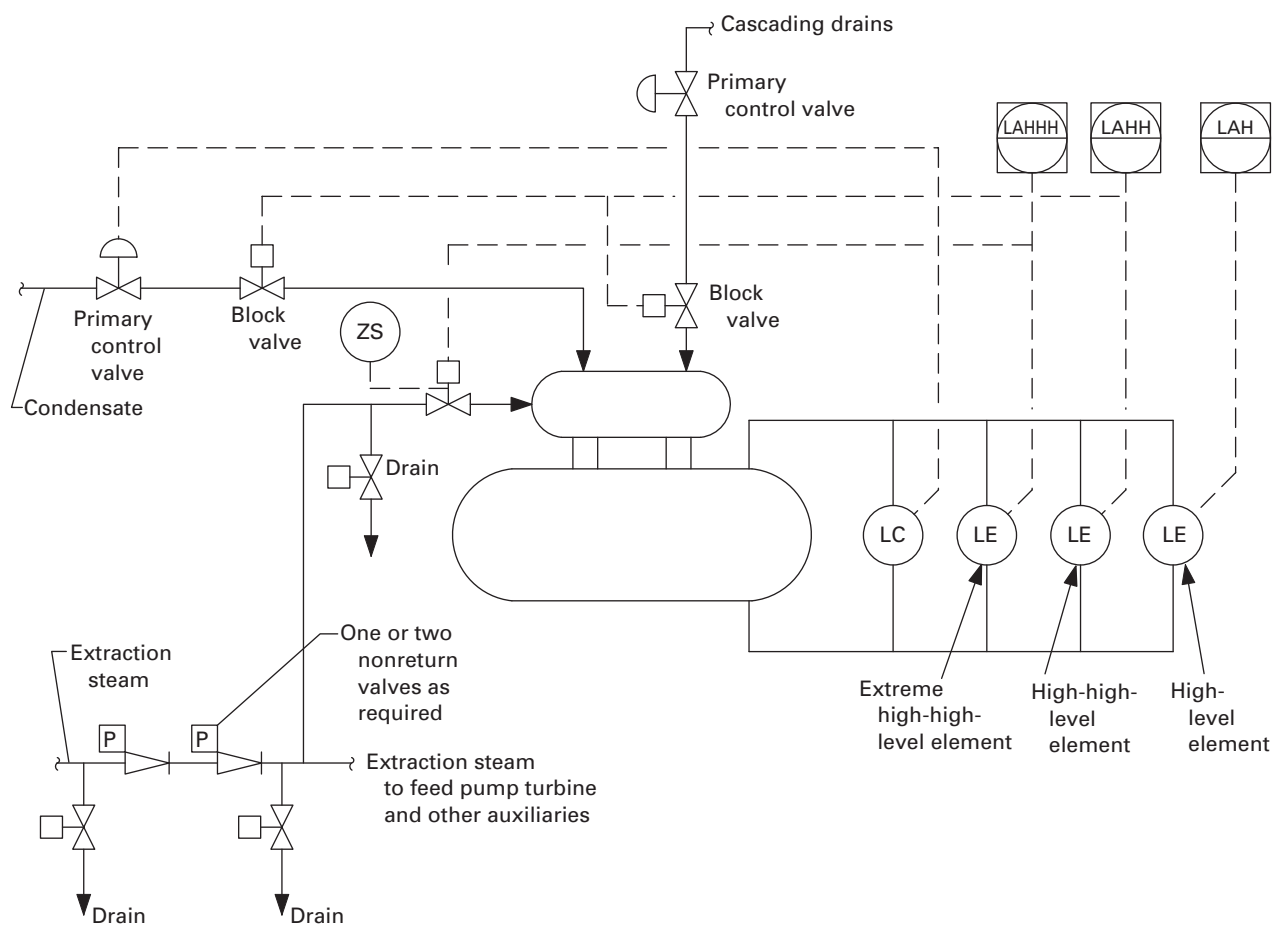 Cascading drains
Primary
control valve
LAHHH
LAHH
LAH
Primary
control
valve
Block
valve
Block
valve
ZS
Condensate
Drain
LC
LE
LE
LE
One or two
nonreturn
valves as
required
Extraction
steam
P
P
Extraction steam
to feed pump turbine
and other auxiliaries
Extreme
high-high-
level element
High-high-
level
element
High-
level
element
Drain
Drain